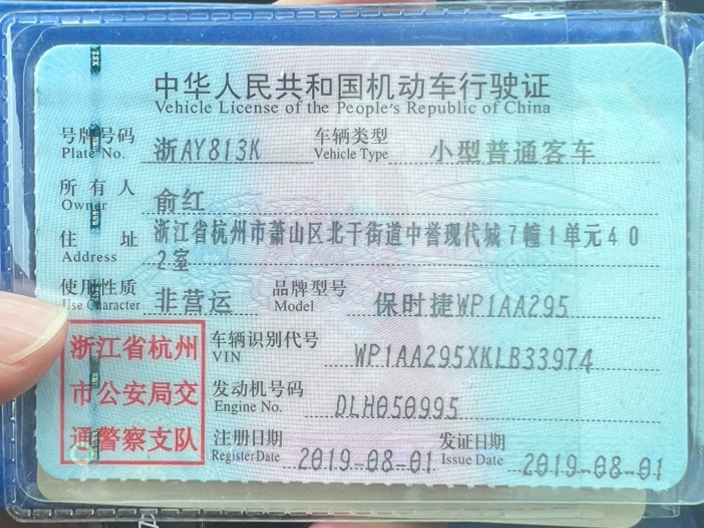 中华人民共和国机动车行驶证
Vehicle License of the People's Republic of China
号牌号码 浙AY813K 车辆类型 小型普通客车
Plate No. Vehicle Type
所有人 俞红
Owner
住址 浙江省杭州市萧山区北干街道中誉现代城7幢1单元40
Address 2室
使用性质 非营运 品牌型号 保时捷WP1AA295
Use Character Model
浙江省杭州 车辆识别代号 WP1AA295XKLB33974
VIN
市公安局交 发动机号码 DLH050995
Engine No.
通警察支队 注册日期 2019-08-01 发证日期 2019-08-01
Register Date Issue Date